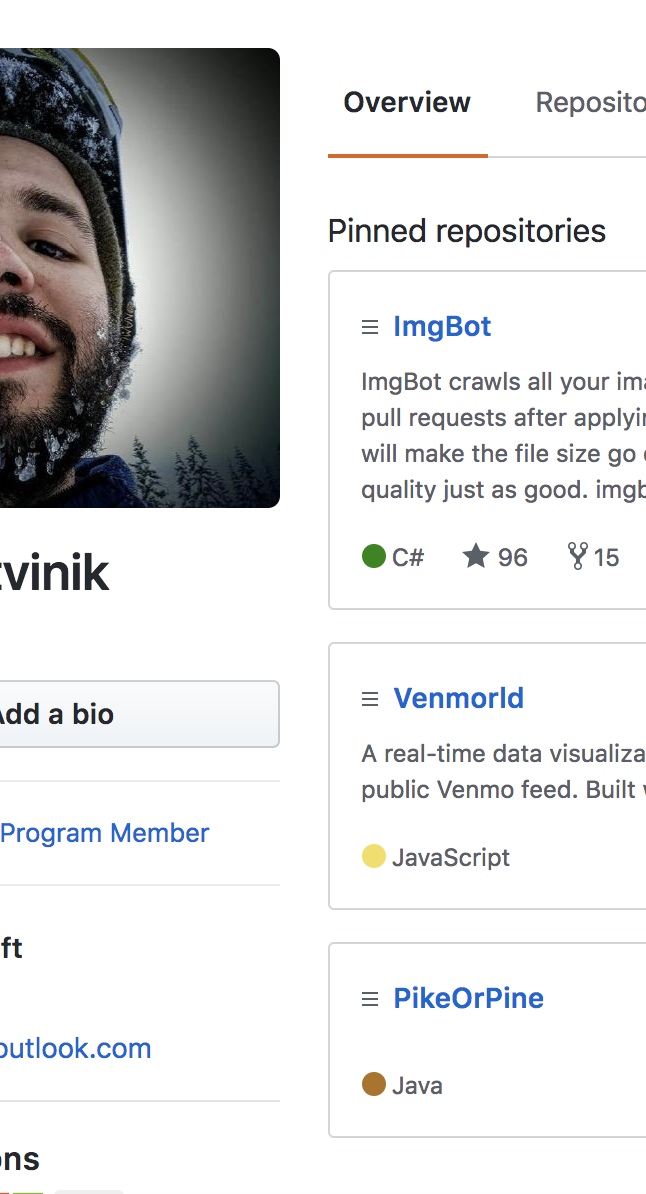 Overview Reposito
Pinned repositories
ImgBot
ImgBot crawls all your ima
pull requests after applyin
will make the file size go
quality just as good. imgb
C# 96 15
Venmorld
A real-time data visualiza
public Venmo feed. Built
JavaScript
PikeOrPine
Java
tvinik
Add a bio
Program Member
ft
outlook.com
ons